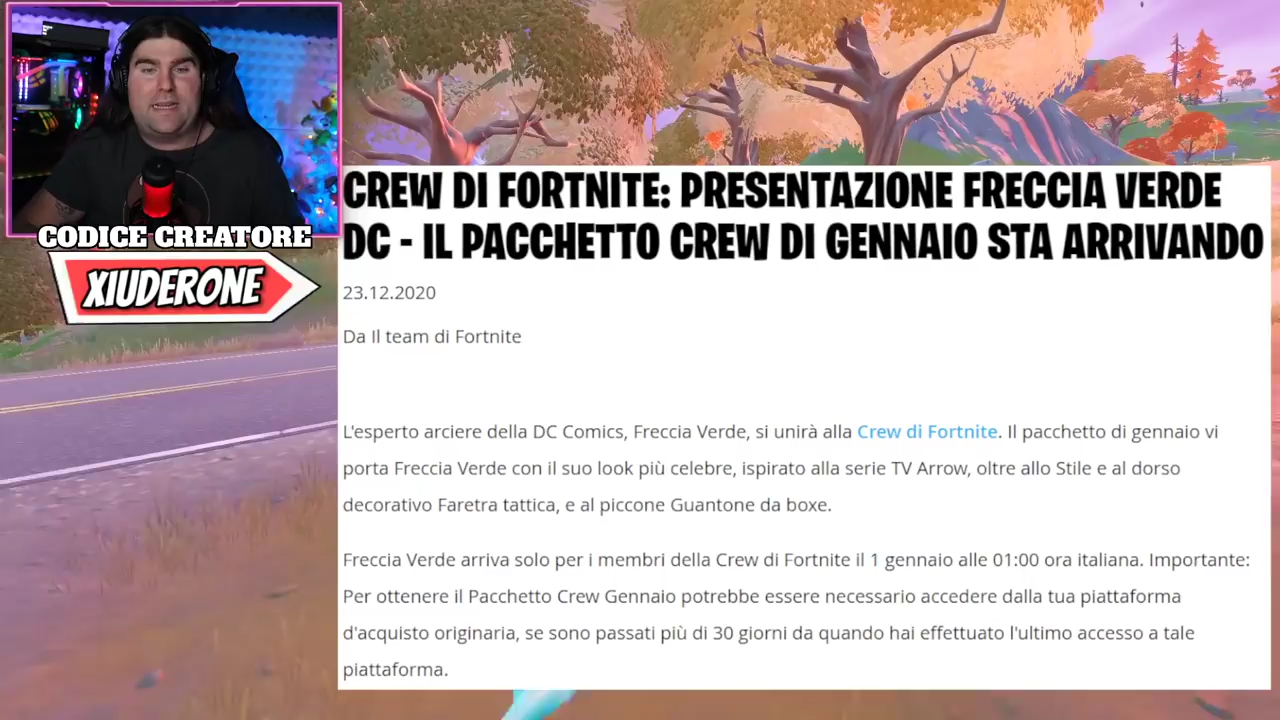 CODICE CREATORE
XIUDERONE
CREW DI FORTNITE: PRESENTAZIONE FRECCIA VERDE
DC - IL PACCHETTO CREW DI GENNAIO STA ARRIVANDO
23.12.2020
Da Il team di Fortnite
L'esperto arciere della DC Comics, Freccia Verde, si unirà alla Crew di Fortnite. Il pacchetto di gennaio vi
porta Freccia Verde con il suo look più celebre, ispirato alla serie TV Arrow, oltre allo Stile e al dorso
decorativo Faretra tattica, e al piccone Guantone da boxe.
Freccia Verde arriva solo per i membri della Crew di Fortnite il 1 gennaio alle 01:00 ora italiana. Importante:
Per ottenere il Pacchetto Crew Gennaio potrebbe essere necessario accedere dalla tua piattaforma
d'acquisto originaria, se sono passati più di 30 giorni da quando hai effettuato l'ultimo accesso a tale
piattaforma.